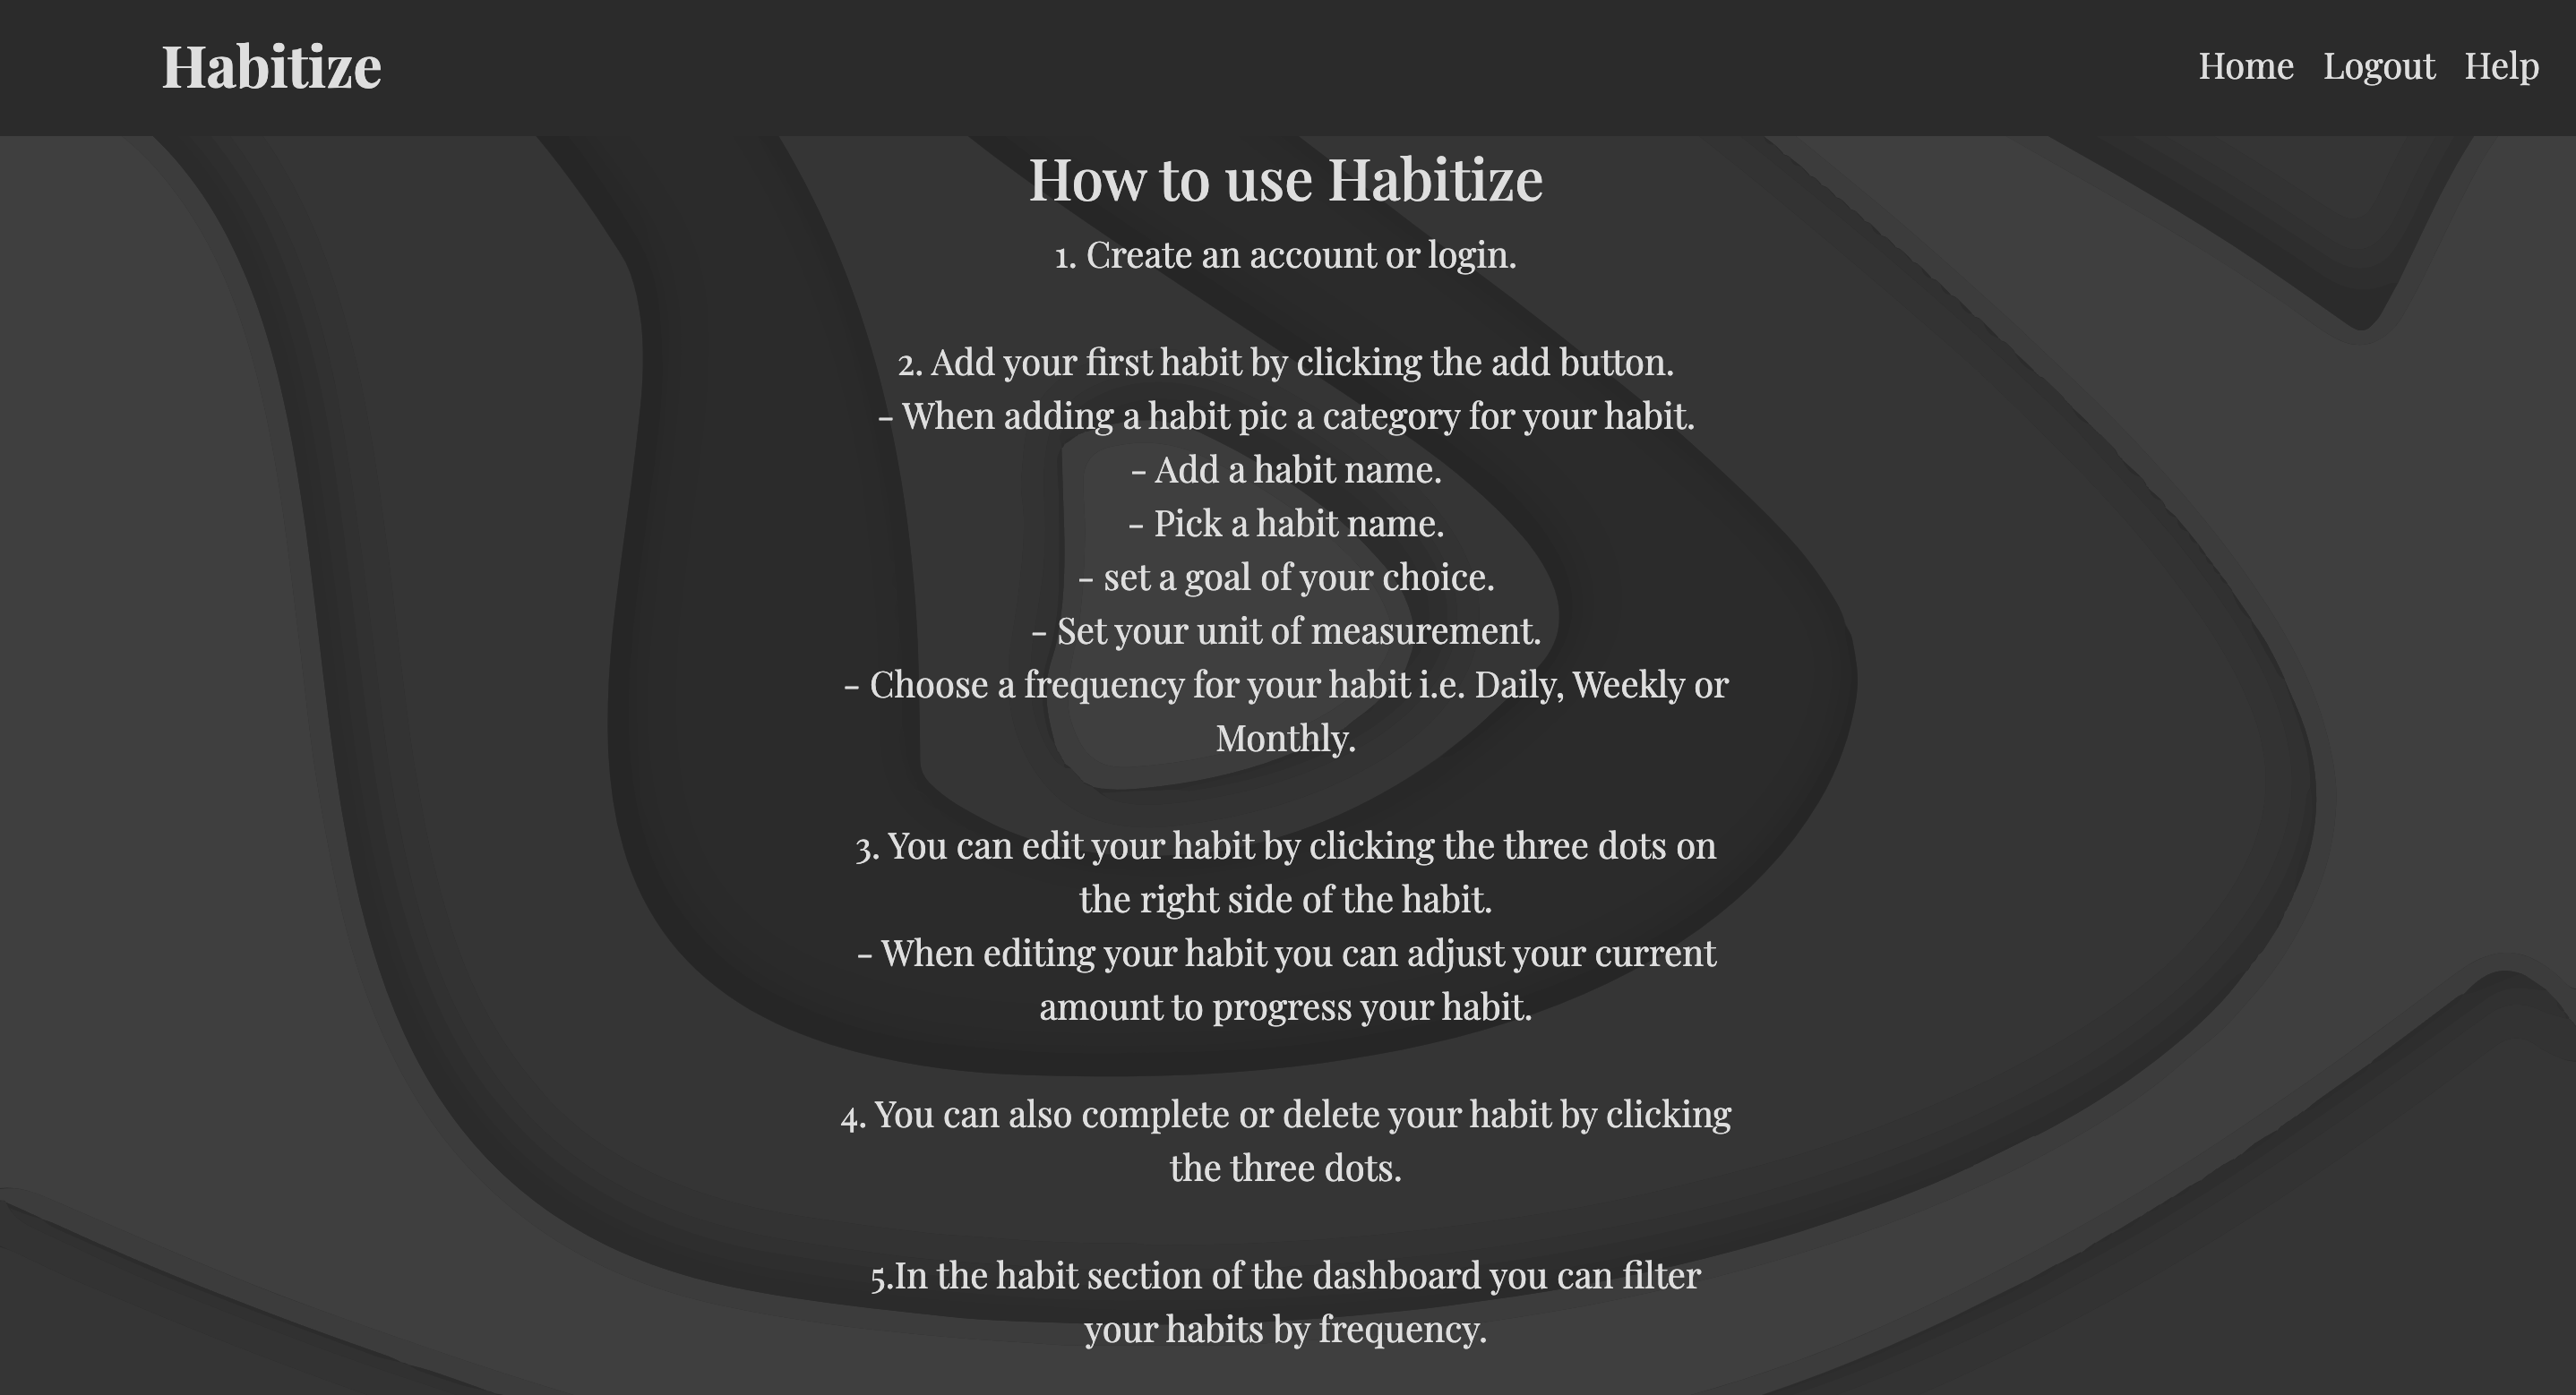 Habitize
Home Logout Help
How to use Habitize
1. Create an account or login.
2. Add your first habit by clicking the add button.
- When adding a habit pic a category for your habit.
- Add a habit name.
- Pick a habit name.
- set a goal of your choice.
- Set your unit of measurement.
- Choose a frequency for your habit i.e. Daily, Weekly or
Monthly.
3. You can edit your habit by clicking the three dots on
the right side of the habit.
- When editing your habit you can adjust your current
amount to progress your habit.
4. You can also complete or delete your habit by clicking
the three dots.
5.In the habit section of the dashboard you can filter
your habits by frequency.